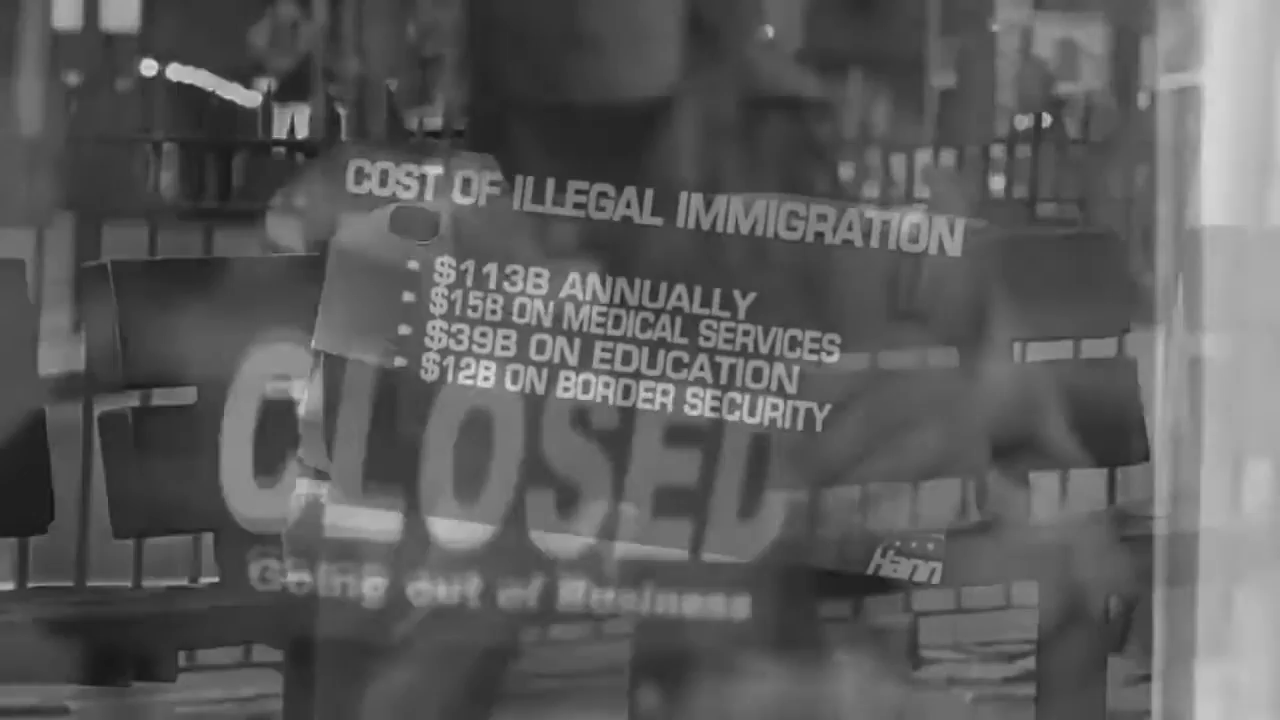 COST OF ILLEGAL IMMIGRATION
• $113B ANNUALLY
• $15B ON MEDICAL SERVICES
• $39B ON EDUCATION
• $12B ON BORDER SECURITY
CLOSED
Going out of Business
Hann